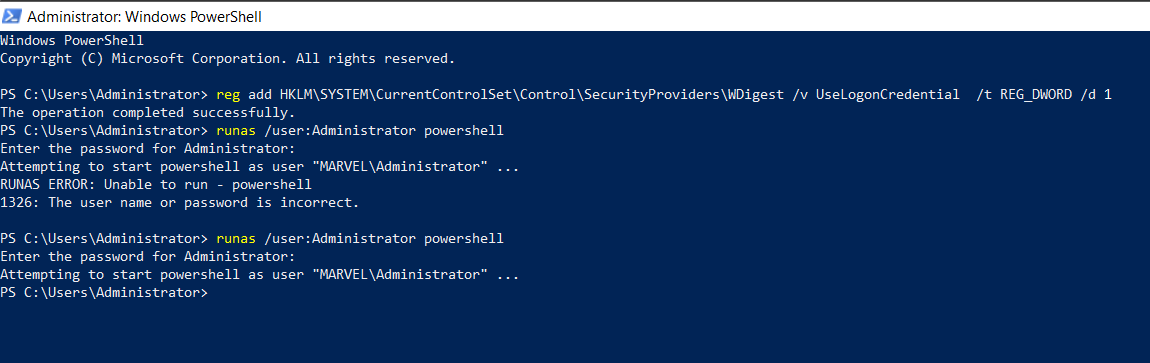 Administrator: Windows PowerShell
Windows PowerShell
Copyright (C) Microsoft Corporation. All rights reserved.
PS C:\Users\Administrator> reg add HKLM\SYSTEM\CurrentControlSet\Control\SecurityProviders\WDigest /v UseLogonCredential  /t REG_DWORD /d 1
The operation completed successfully.
PS C:\Users\Administrator> runas /user:Administrator powershell
Enter the password for Administrator:
Attempting to start powershell as user "MARVEL\Administrator" ...
RUNAS ERROR: Unable to run - powershell
1326: The user name or password is incorrect.
PS C:\Users\Administrator> runas /user:Administrator powershell
Enter the password for Administrator:
Attempting to start powershell as user "MARVEL\Administrator" ...
PS C:\Users\Administrator>